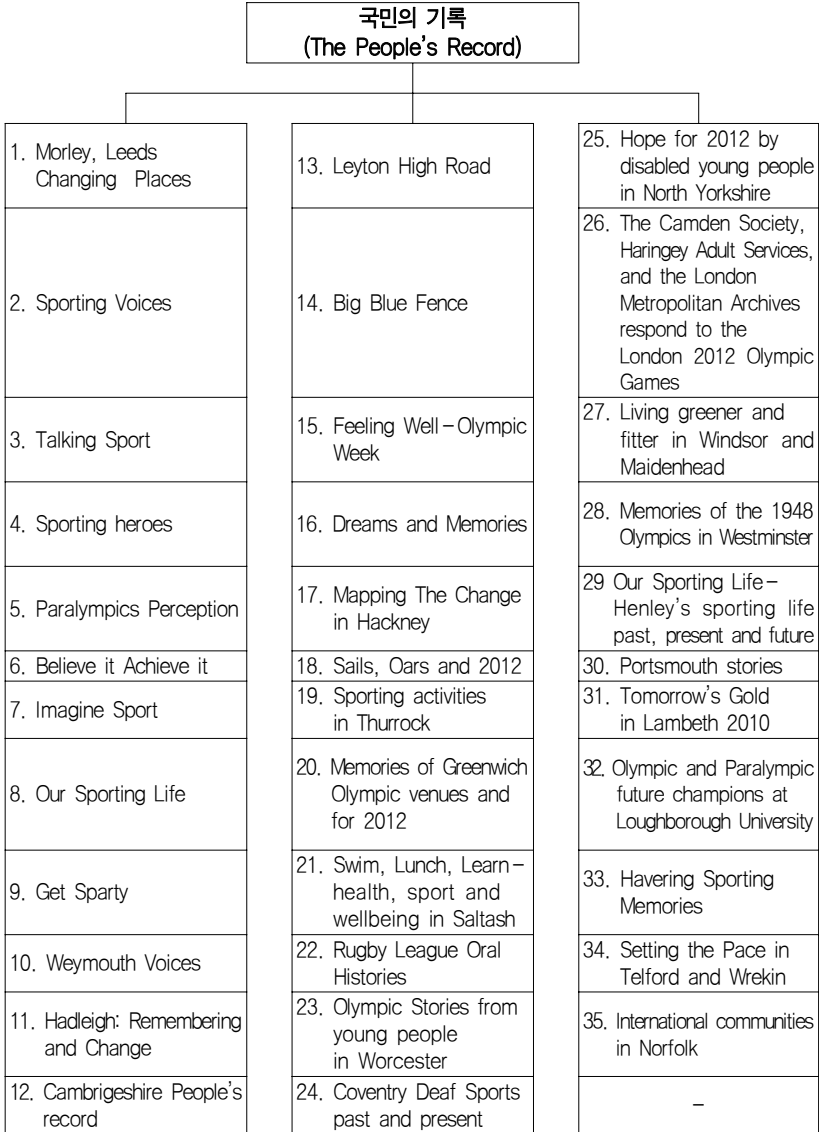 국민의 기록
(The People's Record)
1. Morley, Leeds
Changing Places
2. Sporting Voices
3. Talking Sport
4. Sporting heroes
5. Paralympics Perception
6. Believe it Achieve it
7. Imagine Sport
8. Our Sporting Life
9. Get Sparty
10. Weymouth Voices
11. Hadleigh: Remembering
and Change
12. Cambrigeshire People's
record
13. Leyton High Road
14. Big Blue Fence
15. Feeling Well-Olympic
Week
16. Dreams and Memories
17. Mapping The Change
in Hackney
18. Sails, Oars and 2012
19. Sporting activities
in Thurrock
20. Memories of Greenwich
Olympic venues and
for 2012
21. Swim, Lunch, Learn-
health, sport and
wellbeing in Saltash
22. Rugby League Oral
Histories
23. Olympic Stories from
young people
in Worcester
24. Coventry Deaf Sports
past and present
25. Hope for 2012 by
disabled young people
in North Yorkshire
26. The Camden Society,
Haringey Adult Services,
and the London
Metropolitan Archives
respond to the
London 2012 Olympic
Games
27. Living greener and
fitter in Windsor and
Maidenhead
28. Memories of the 1948
Olympics in Westminster
29 Our Sporting Life-
Henley's sporting life
past, present and future
30. Portsmouth stories
31. Tomorrow's Gold
in Lambeth 2010
32. Olympic and Paralympic
future champions at
Loughborough University
33. Havering Sporting
Memories
34. Setting the Pace in
Telford and Wrekin
35. International communities
in Norfolk
-